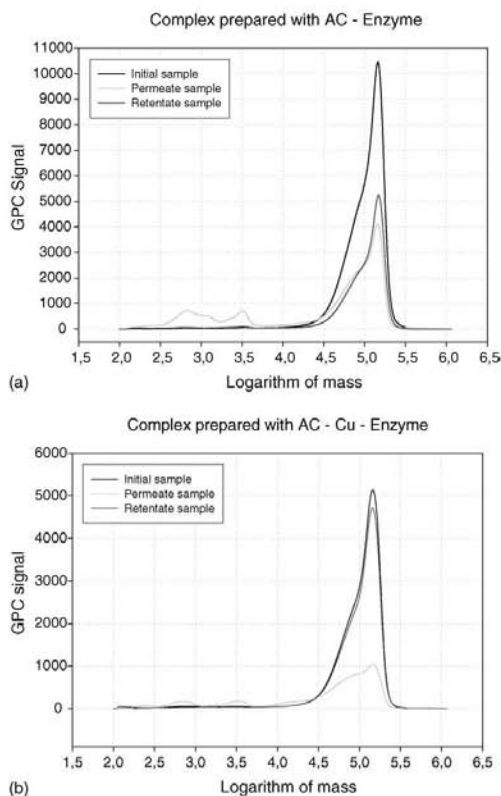 Complex prepared with AC - Enzyme
11000
10000
9000
8000
7000
6000
5000
4000
3000
2000
1000
0
GPC Signal
Initial sample
Permeate sample
Retentate sample
1,5 2,0 2,5 3,0 3,5 4,0 4,5 5,0 5,5 6,0 6,5
(a)
Logarithm of mass
Complex prepared with AC - Cu - Enzyme
6000
5000
4000
3000
2000
1000
0
GPC signal
Initial sample
Permeate sample
Retentate sample
1,5 2,0 2,5 3,0 3,5 4,0 4,5 5,0 5,5 6,0 6,5
(b)
Logarithm of mass